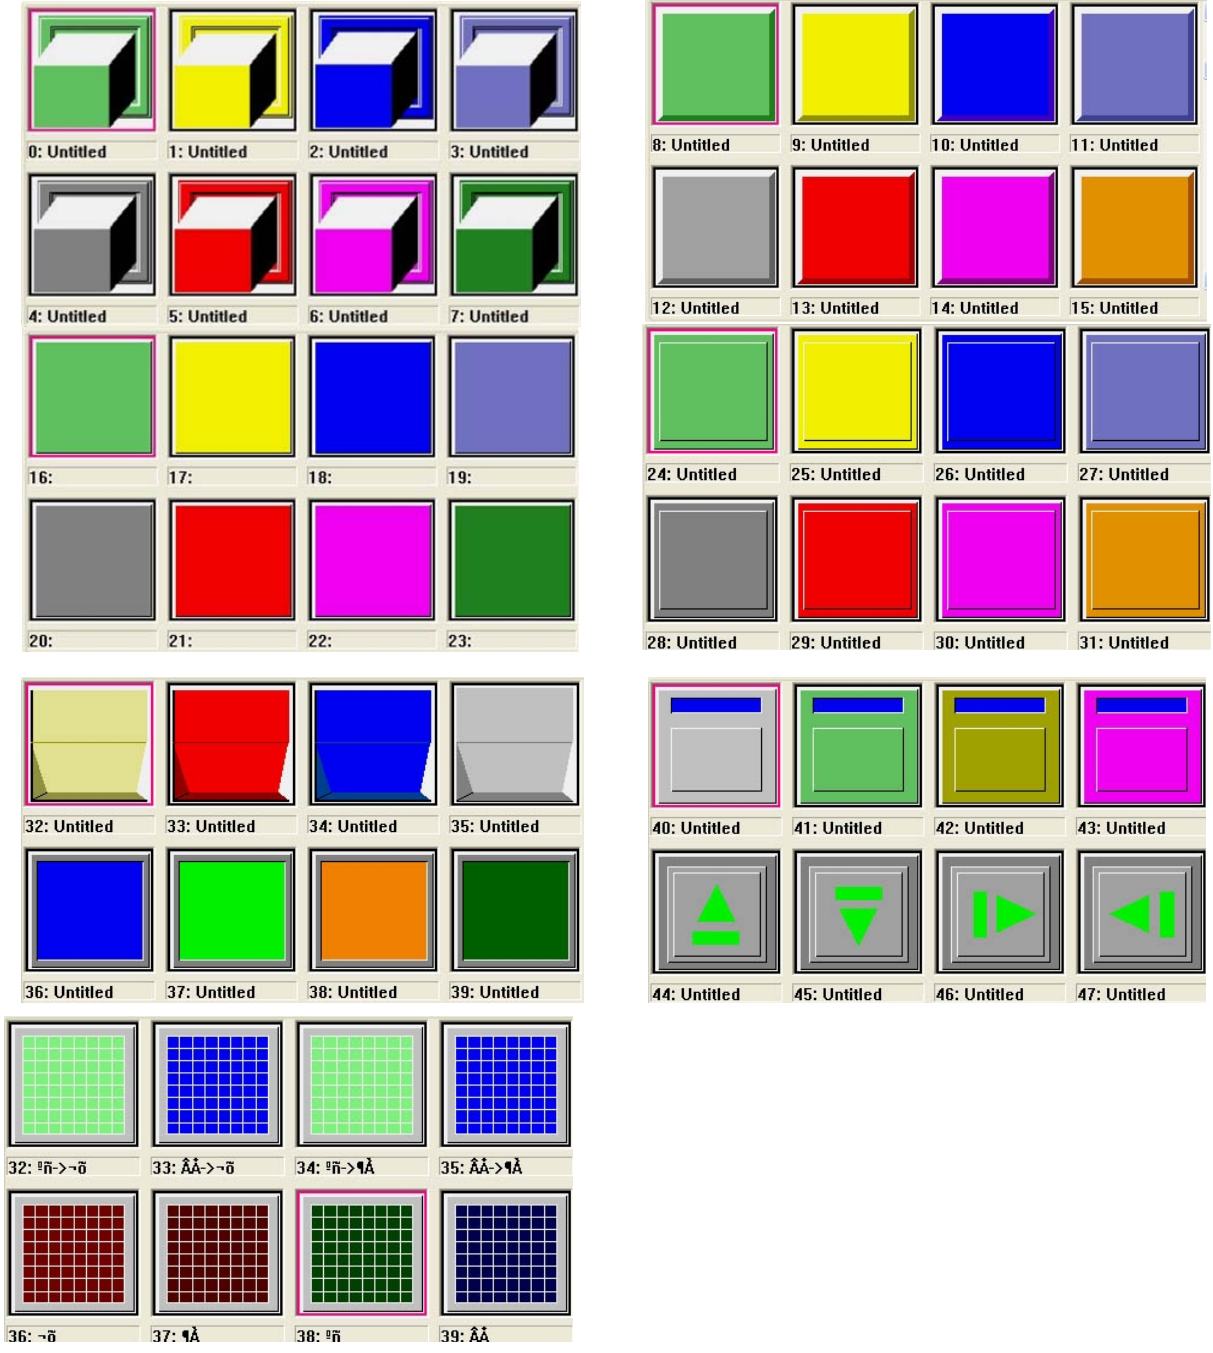 0: Untitled 1: Untitled 2: Untitled 3: Untitled
4: Untitled 5: Untitled 6: Untitled 7: Untitled
8: Untitled 9: Untitled 10: Untitled 11: Untitled
12: Untitled 13: Untitled 14: Untitled 15: Untitled
16: 17: 18: 19:
20: 21: 22: 23:
24: Untitled 25: Untitled 26: Untitled 27: Untitled
28: Untitled 29: Untitled 30: Untitled 31: Untitled
32: Untitled 33: Untitled 34: Untitled 35: Untitled
36: Untitled 37: Untitled 38: Untitled 39: Untitled
40: Untitled 41: Untitled 42: Untitled 43: Untitled
44: Untitled 45: Untitled 46: Untitled 47: Untitled
32: ºñ->¬õ 33: ÂÅ->¬õ 34: ºñ->¶À 35: ÂÅ->¶À
36: ¬õ 37: ¶À 38: ºñ 39: ÂÅ